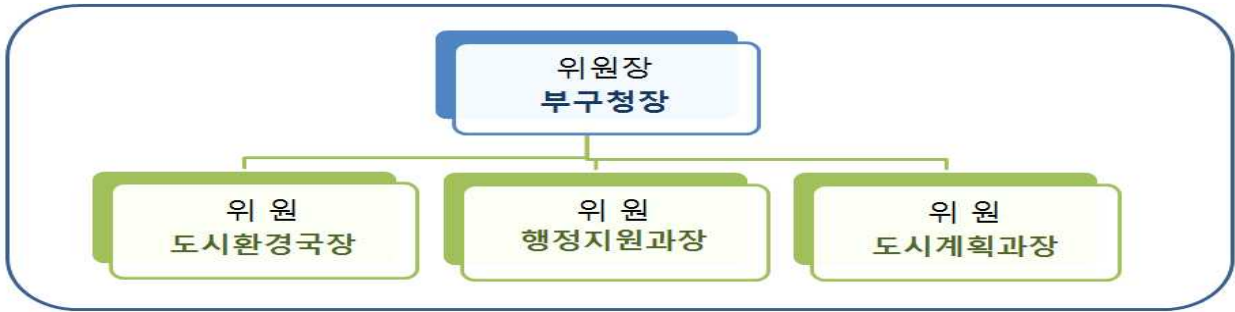 위원장
부구청장
위 원
도시환경국장
위 원
행정지원과장
위 원
도시계획과장